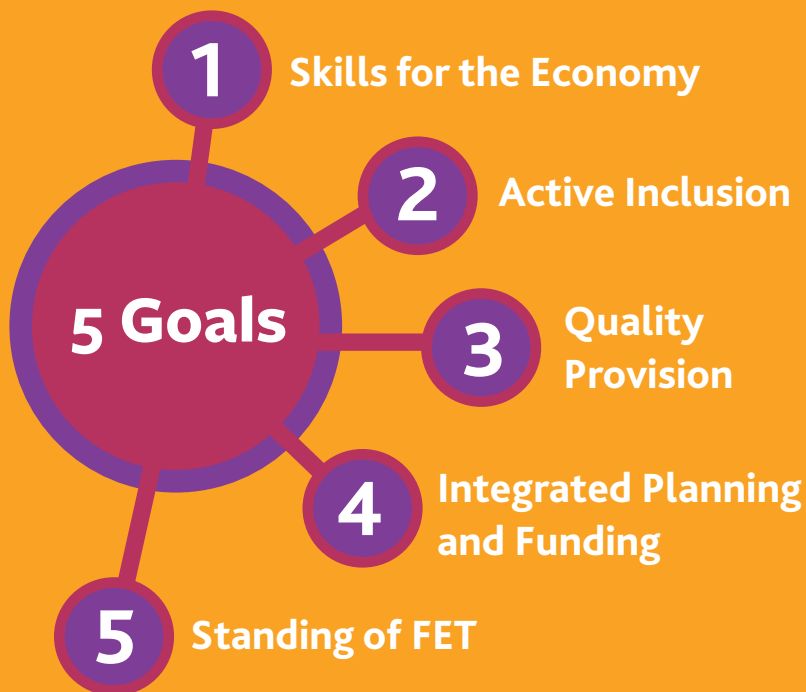 1 Skills for the Economy
2 Active Inclusion
5 Goals
3 Quality
Provision
4 Integrated Planning
and Funding
5 Standing of FET